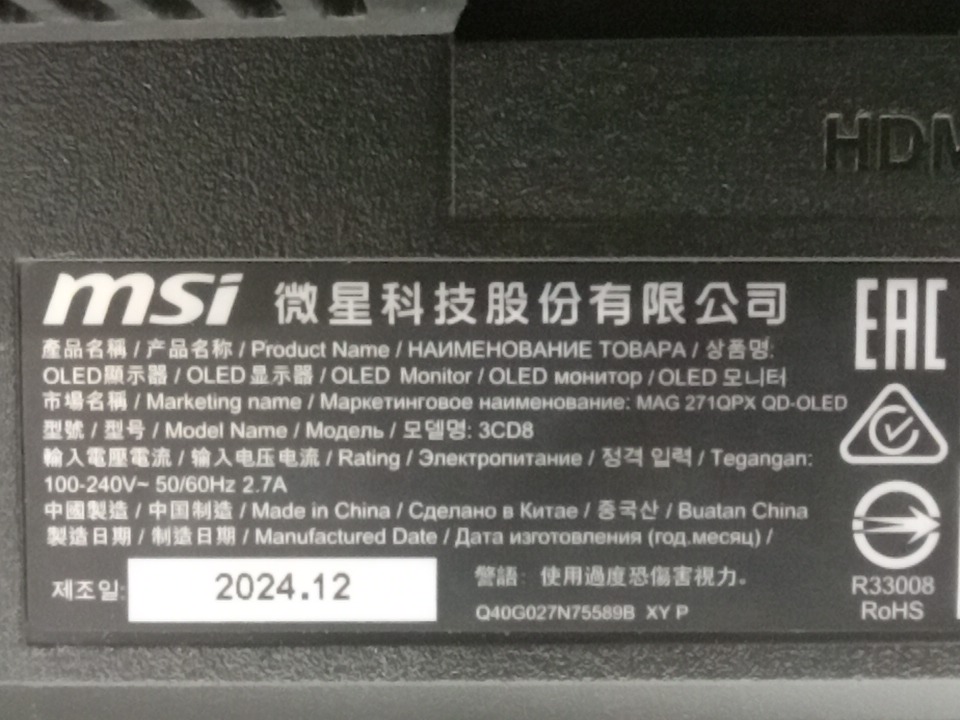 HDM
msi 微星科技股份有限公司
EAC
產品名稱 / 产品名称 / Product Name / НАИМЕНОВАНИЕ ТОВАРА / 상품명:
OLED顯示器 / OLED显示器 / OLED Monitor / OLED монитор / OLED 모니터
市場名稱 / Marketing name / Маркетинговое наименование: MAG 271QPX QD-OLED
型號 / 型号 / Model Name / Модель / 모델명: 3CD8
輸入電壓電流 / 输入电压电流 / Rating / Электропитание / 정격 입력 / Tegangan:
100-240V~ 50/60Hz 2.7A
中國製造 / 中国制造 / Made in China / Сделано в Китае / 중국산 / Buatan China
製造日期 / 制造日期 / Manufactured Date / Дата изготовления (год.месяц) /
제조일: 2024.12
警語: 使用過度恐傷害視力。
Q40G027N75589B XY P
R33008
RoHS